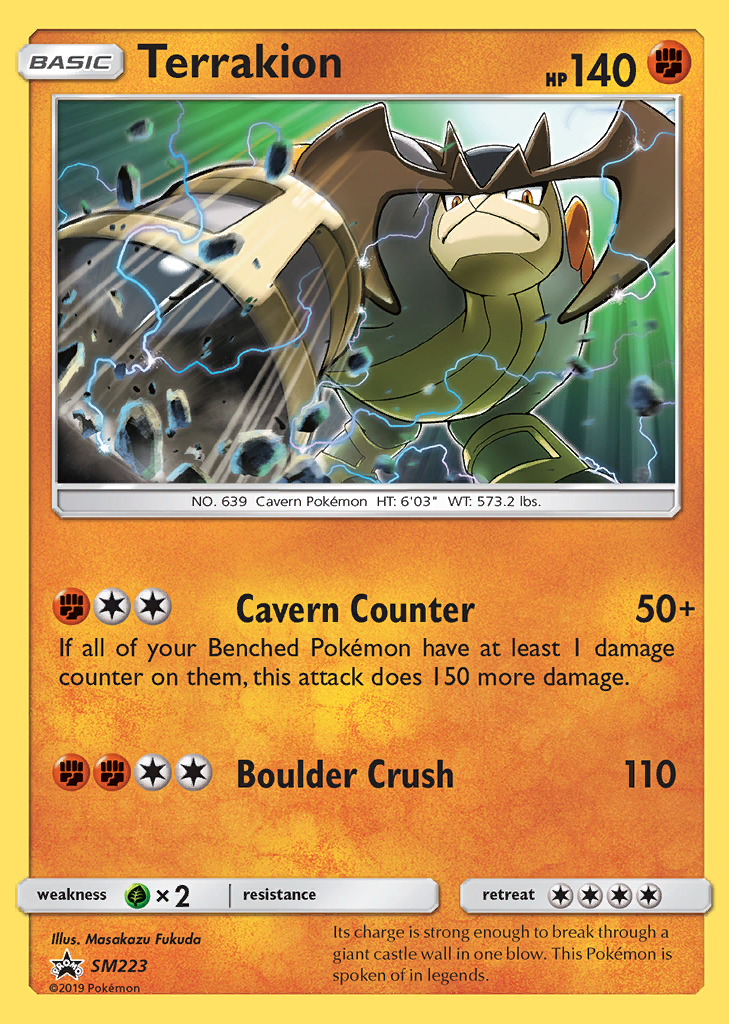 BASIC Terrakion HP 140
NO. 639 Cavern Pokémon HT: 6'03" WT: 573.2 lbs.
Cavern Counter 50+
If all of your Benched Pokémon have at least 1 damage
counter on them, this attack does 150 more damage.
Boulder Crush 110
weakness ×2 resistance retreat
Illus. Masakazu Fukuda
PROMO SM223
©2019 Pokémon
Its charge is strong enough to break through a
giant castle wall in one blow. This Pokémon is
spoken of in legends.